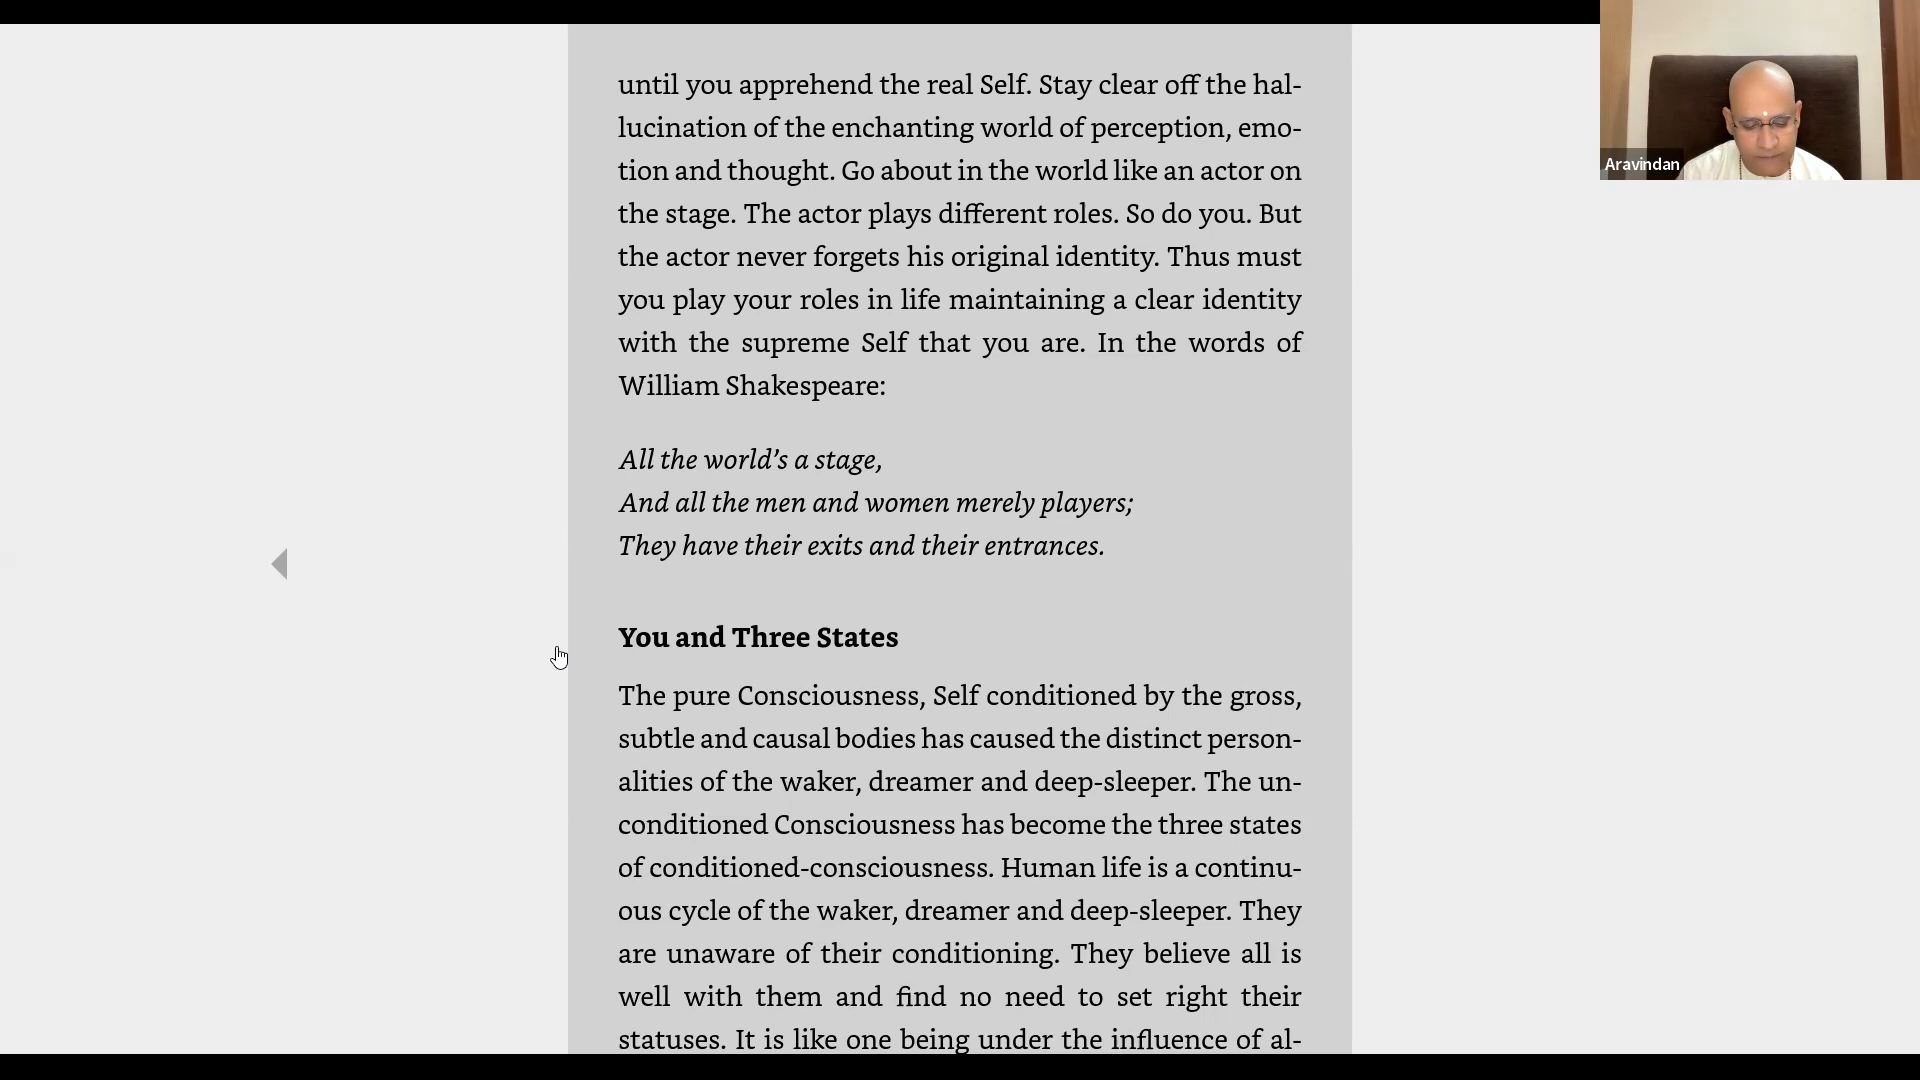 until you apprehend the real Self. Stay clear off the hal-
lucination of the enchanting world of perception, emo-
tion and thought. Go about in the world like an actor on
the stage. The actor plays different roles. So do you. But
the actor never forgets his original identity. Thus must
you play your roles in life maintaining a clear identity
with the supreme Self that you are. In the words of
William Shakespeare:
All the world’s a stage,
And all the men and women merely players;
They have their exits and their entrances.
You and Three States
The pure Consciousness, Self conditioned by the gross,
subtle and causal bodies has caused the distinct person-
alities of the waker, dreamer and deep-sleeper. The un-
conditioned Consciousness has become the three states
of conditioned-consciousness. Human life is a continu-
ous cycle of the waker, dreamer and deep-sleeper. They
are unaware of their conditioning. They believe all is
well with them and find no need to set right their
statuses. It is like one being under the influence of al-
Aravindan